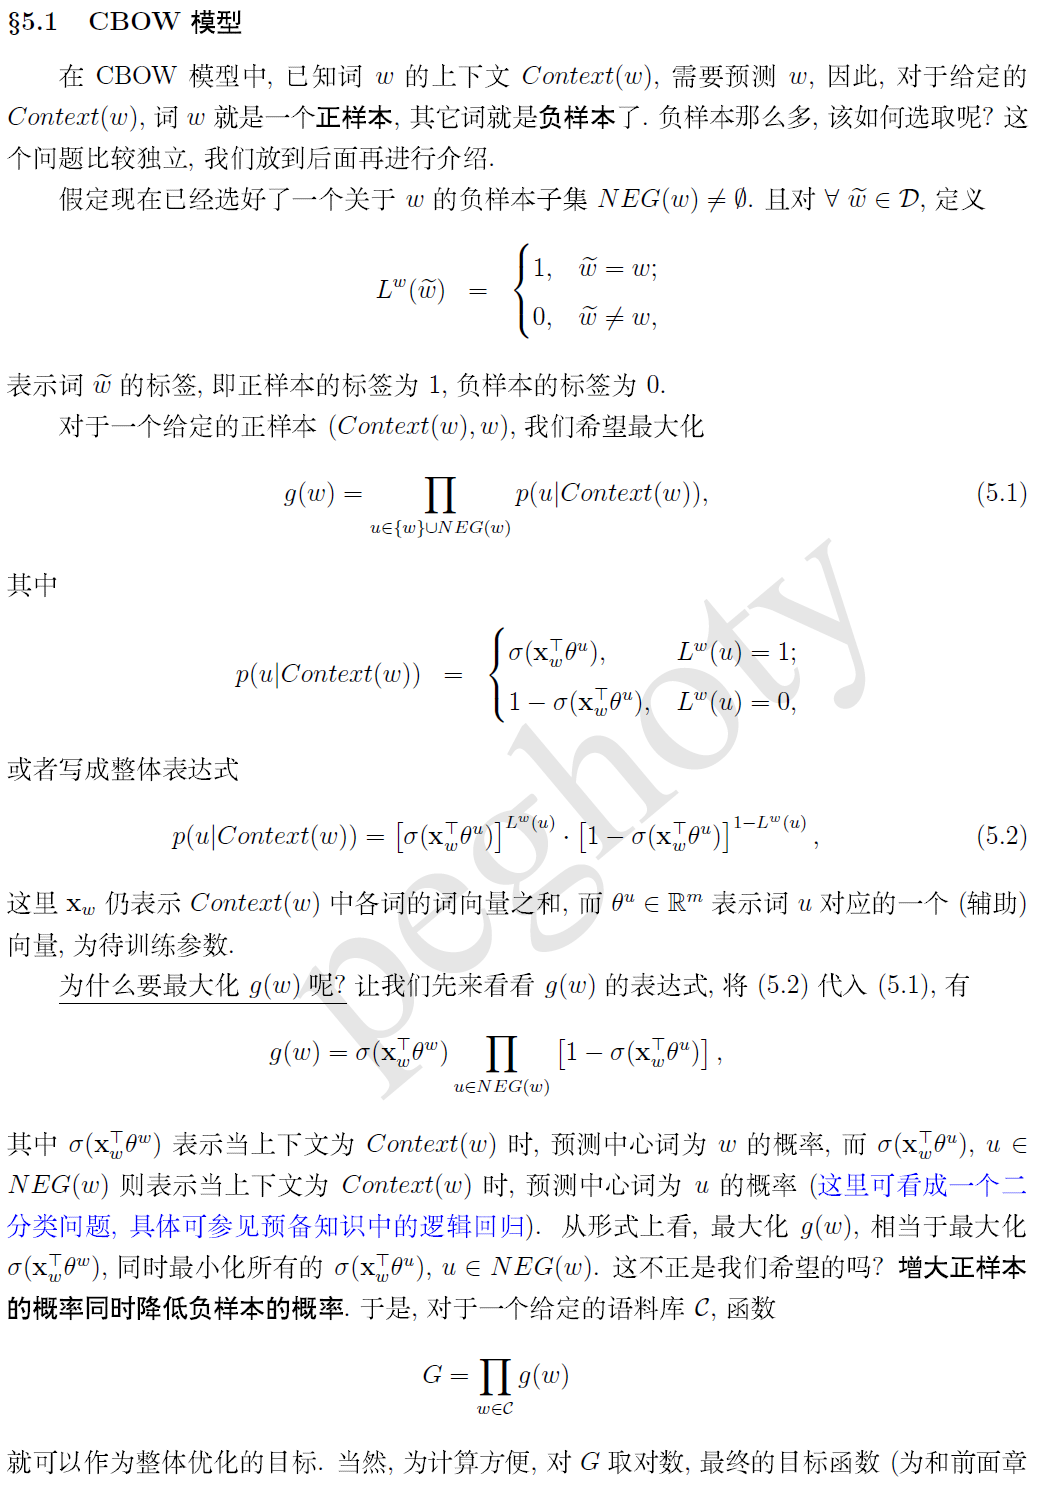 §5.1 CBOW 模型
在 CBOW 模型中, 已知词 w 的上下文 Context(w), 需要预测 w, 因此, 对于给定的
Context(w), 词 w 就是一个正样本, 其它词就是负样本了. 负样本那么多, 该如何选取呢? 这
个问题比较独立, 我们放到后面再进行介绍.
假定现在已经选好了一个关于 w 的负样本子集 NEG(w) ≠ ∅. 且对 ∀ w̃ ∈ 𝒟, 定义
L^w(w̃) = { 1, w̃ = w;
0, w̃ ≠ w,
表示词 w̃ 的标签, 即正样本的标签为 1, 负样本的标签为 0.
对于一个给定的正样本 (Context(w), w), 我们希望最大化
g(w) = ∏_{u∈{w}∪NEG(w)} p(u|Context(w)), (5.1)
其中
p(u|Context(w)) = { σ(x_w^⊤θ^u), L^w(u) = 1;
1 − σ(x_w^⊤θ^u), L^w(u) = 0,
或者写成整体表达式
p(u|Context(w)) = [σ(x_w^⊤θ^u)]^{L^w(u)} · [1 − σ(x_w^⊤θ^u)]^{1−L^w(u)}, (5.2)
这里 x_w 仍表示 Context(w) 中各词的词向量之和, 而 θ^u ∈ ℝ^m 表示词 u 对应的一个 (辅助)
向量, 为待训练参数.
为什么要最大化 g(w) 呢? 让我们先来看看 g(w) 的表达式, 将 (5.2) 代入 (5.1), 有
g(w) = σ(x_w^⊤θ^w) ∏_{u∈NEG(w)} [1 − σ(x_w^⊤θ^u)],
其中 σ(x_w^⊤θ^w) 表示当上下文为 Context(w) 时, 预测中心词为 w 的概率, 而 σ(x_w^⊤θ^u), u ∈
NEG(w) 则表示当上下文为 Context(w) 时, 预测中心词为 u 的概率 (这里可看成一个二
分类问题, 具体可参见预备知识中的逻辑回归). 从形式上看, 最大化 g(w), 相当于最大化
σ(x_w^⊤θ^w), 同时最小化所有的 σ(x_w^⊤θ^u), u ∈ NEG(w). 这不正是我们希望的吗? 增大正样本
的概率同时降低负样本的概率. 于是, 对于一个给定的语料库 𝒞, 函数
G = ∏_{w∈𝒞} g(w)
就可以作为整体优化的目标. 当然, 为计算方便, 对 G 取对数, 最终的目标函数 (为和前面章
peghoty